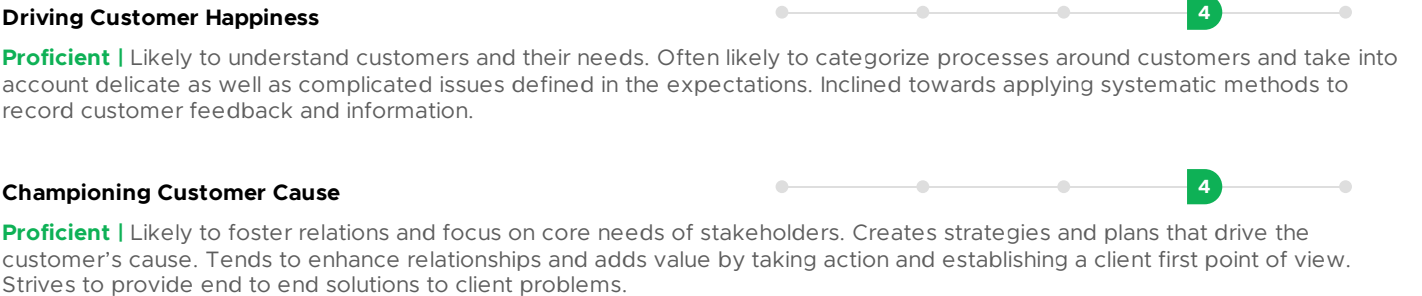 Driving Customer Happiness
4
Proficient | Likely to understand customers and their needs. Often likely to categorize processes around customers and take into
account delicate as well as complicated issues defined in the expectations. Inclined towards applying systematic methods to
record customer feedback and information.
Championing Customer Cause
4
Proficient | Likely to foster relations and focus on core needs of stakeholders. Creates strategies and plans that drive the
customer’s cause. Tends to enhance relationships and adds value by taking action and establishing a client first point of view.
Strives to provide end to end solutions to client problems.